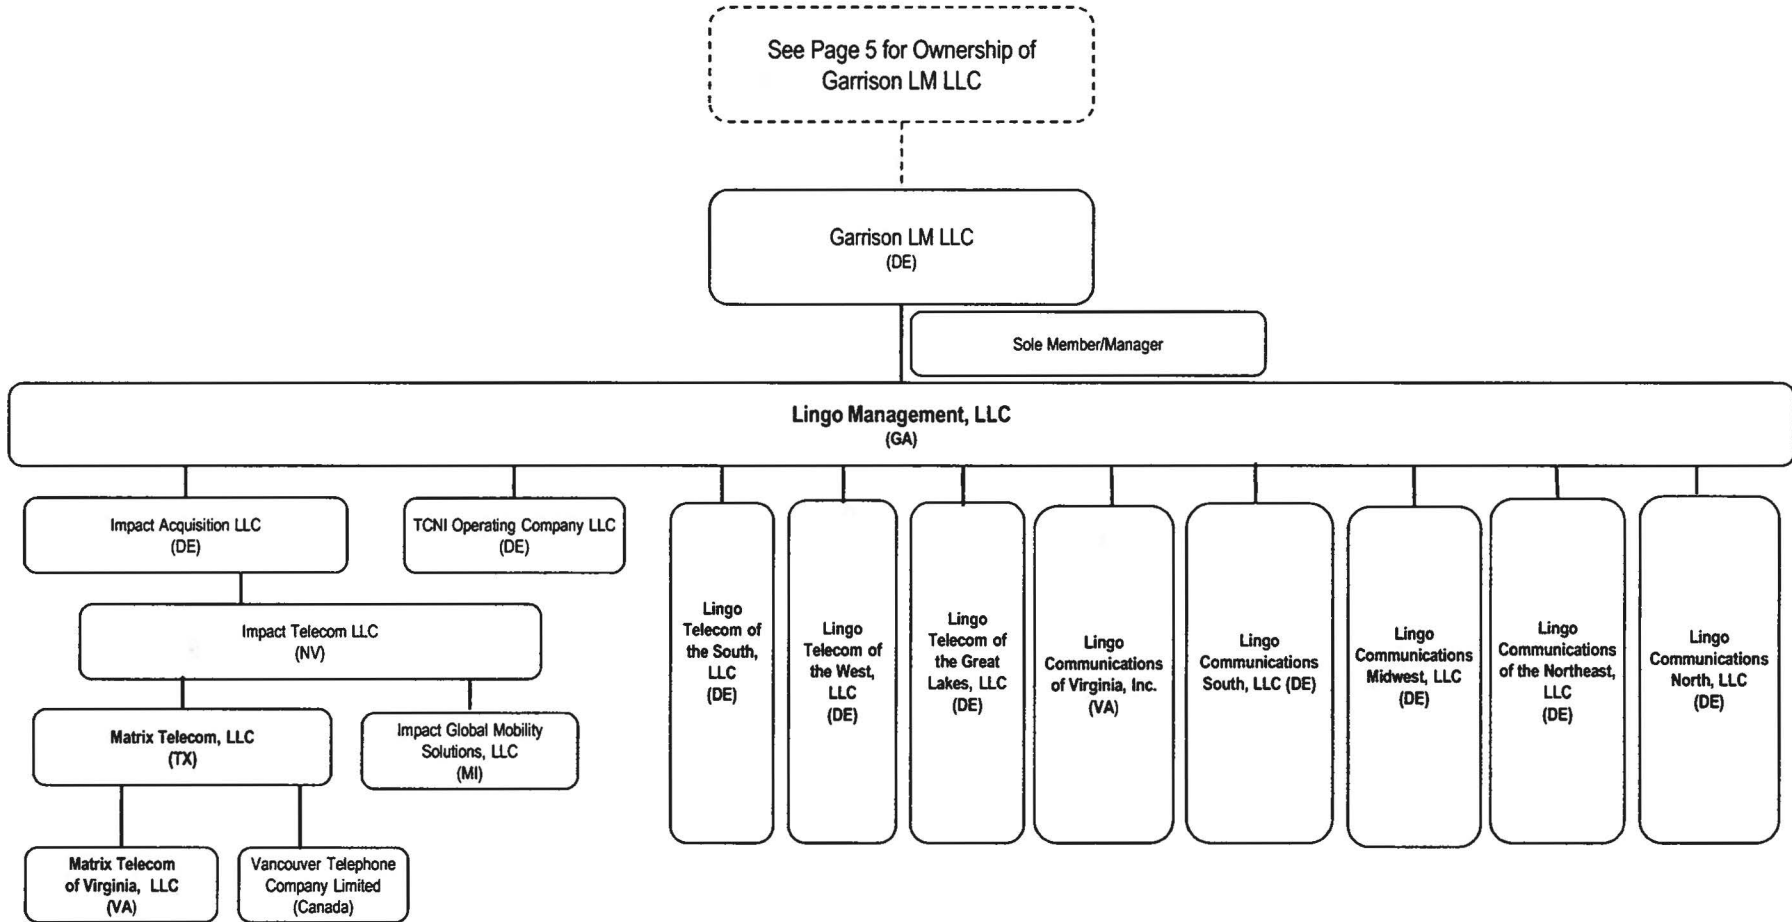 See Page 5 for Ownership of
Garrison LM LLC
Garrison LM LLC
(DE)
Sole Member/Manager
Lingo Management, LLC
(GA)
Impact Acquisition LLC
(DE)
TCNI Operating Company LLC
(DE)
Impact Telecom LLC
(NV)
Matrix Telecom, LLC
(TX)
Impact Global Mobility
Solutions, LLC
(MI)
Matrix Telecom
of Virginia, LLC
(VA)
Vancouver Telephone
Company Limited
(Canada)
Lingo
Telecom of
the South,
LLC
(DE)
Lingo
Telecom of
the West,
LLC
(DE)
Lingo
Telecom of
the Great
Lakes, LLC
(DE)
Lingo
Communications
of Virginia, Inc.
(VA)
Lingo
Communications
South, LLC (DE)
Lingo
Communications
Midwest, LLC
(DE)
Lingo
Communications
of the Northeast,
LLC
(DE)
Lingo
Communications
North, LLC
(DE)